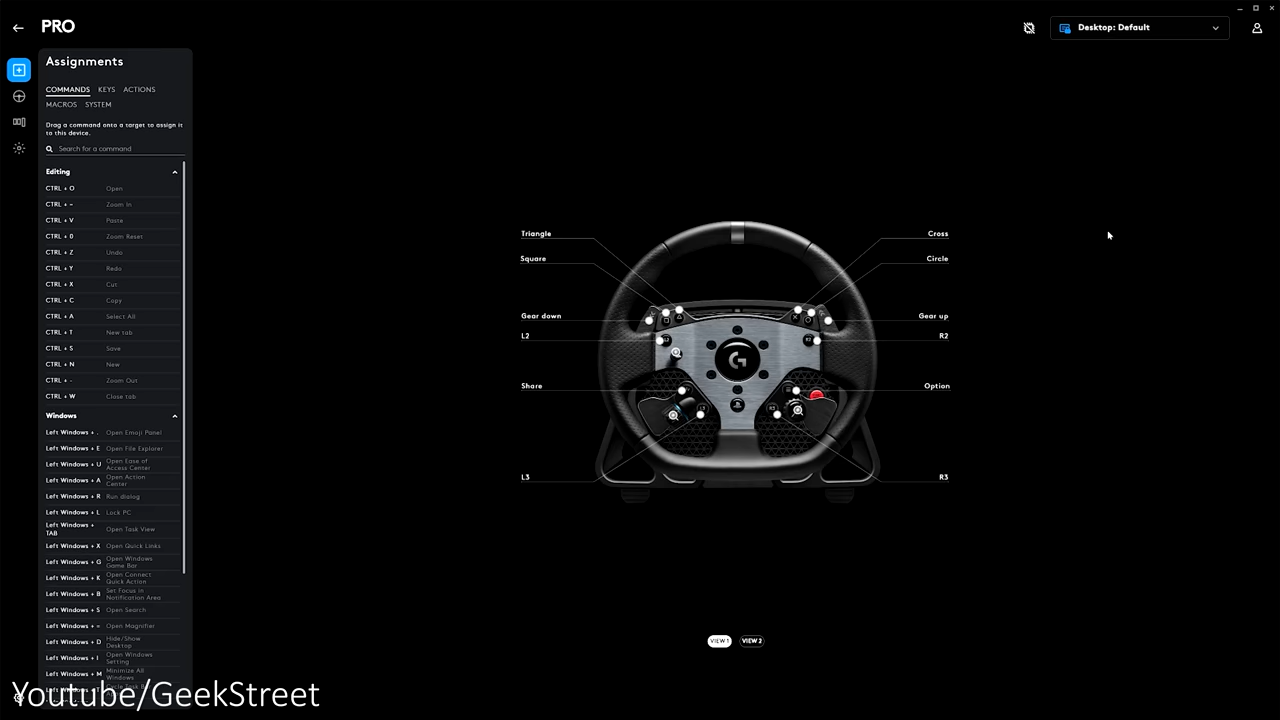 PRO
Desktop: Default
Assignments
COMMANDS KEYS ACTIONS
MACROS SYSTEM
Drag a command onto a target to assign it
to this device.
Search for a command
Editing
CTRL + O Open
CTRL + = Zoom In
CTRL + V Paste
CTRL + 0 Zoom Reset
CTRL + Z Undo
CTRL + Y Redo
CTRL + X Cut
CTRL + C Copy
CTRL + A Select All
CTRL + T New tab
CTRL + S Save
CTRL + N New
CTRL + - Zoom Out
CTRL + W Close tab
Windows
Left Windows + . Open Emoji Panel
Left Windows + E Open File Explorer
Left Windows + U Open Ease of
Access Center
Left Windows + A Open Action
Center
Left Windows + R Run dialog
Left Windows + L Lock PC
Left Windows +
TAB Open Task View
Left Windows + X Open Quick Links
Left Windows + G Open Windows
Game Bar
Left Windows + K Open Connect
Quick Action
Left Windows + B Set Focus in
Notification Area
Left Windows + S Open Search
Left Windows + = Open Magnifier
Left Windows + D Hide/Show
Desktop
Left Windows + I Open Windows
Setting
Left Windows + M Minimize All
Windows
Triangle
Square
Gear down
L2
Share
L3
Cross
Circle
Gear up
R2
Option
R3
L2
R2
L3
R3
VIEW 1 VIEW 2
Youtube/GeekStreet